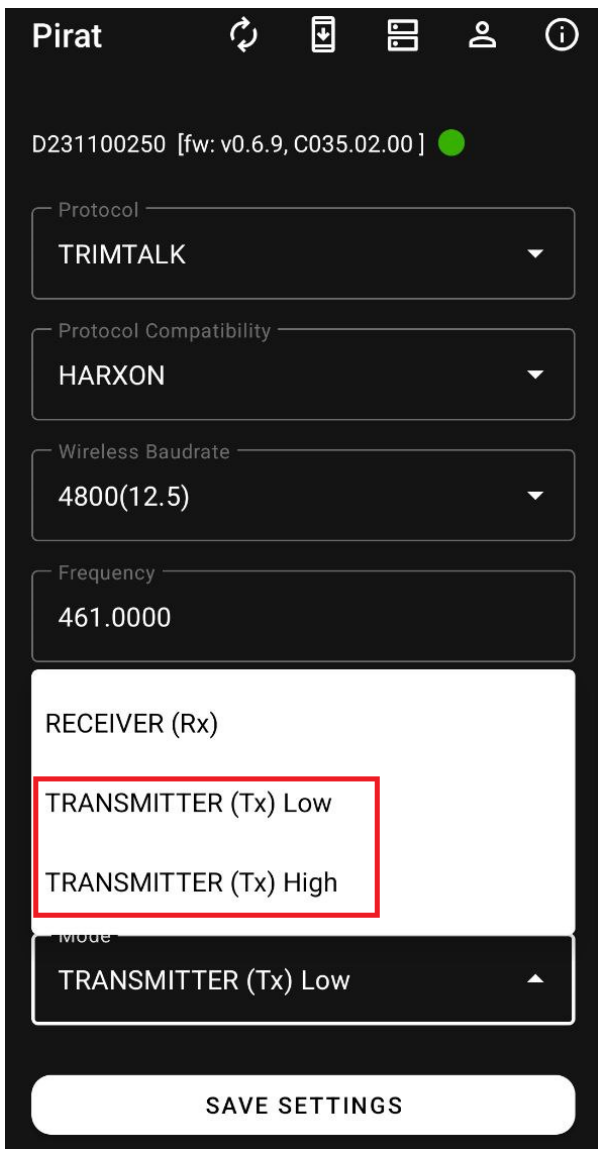 Pirat
D231100250 [fw: v0.6.9, C035.02.00 ]
Protocol
TRIMTALK
Protocol Compatibility
HARXON
Wireless Baudrate
4800(12.5)
Frequency
461.0000
RECEIVER (Rx)
TRANSMITTER (Tx) Low
TRANSMITTER (Tx) High
Mode
TRANSMITTER (Tx) Low
SAVE SETTINGS